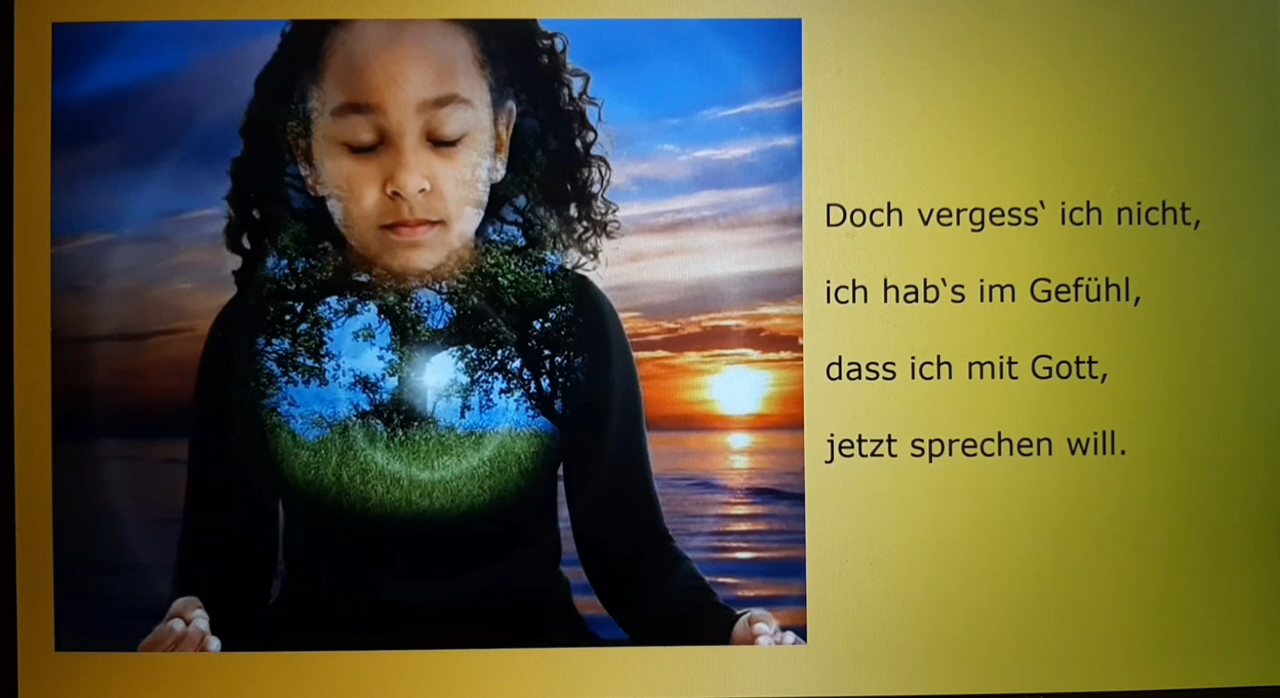 Doch vergess‛ ich nicht,
ich hab‛s im Gefühl,
dass ich mit Gott,
jetzt sprechen will.